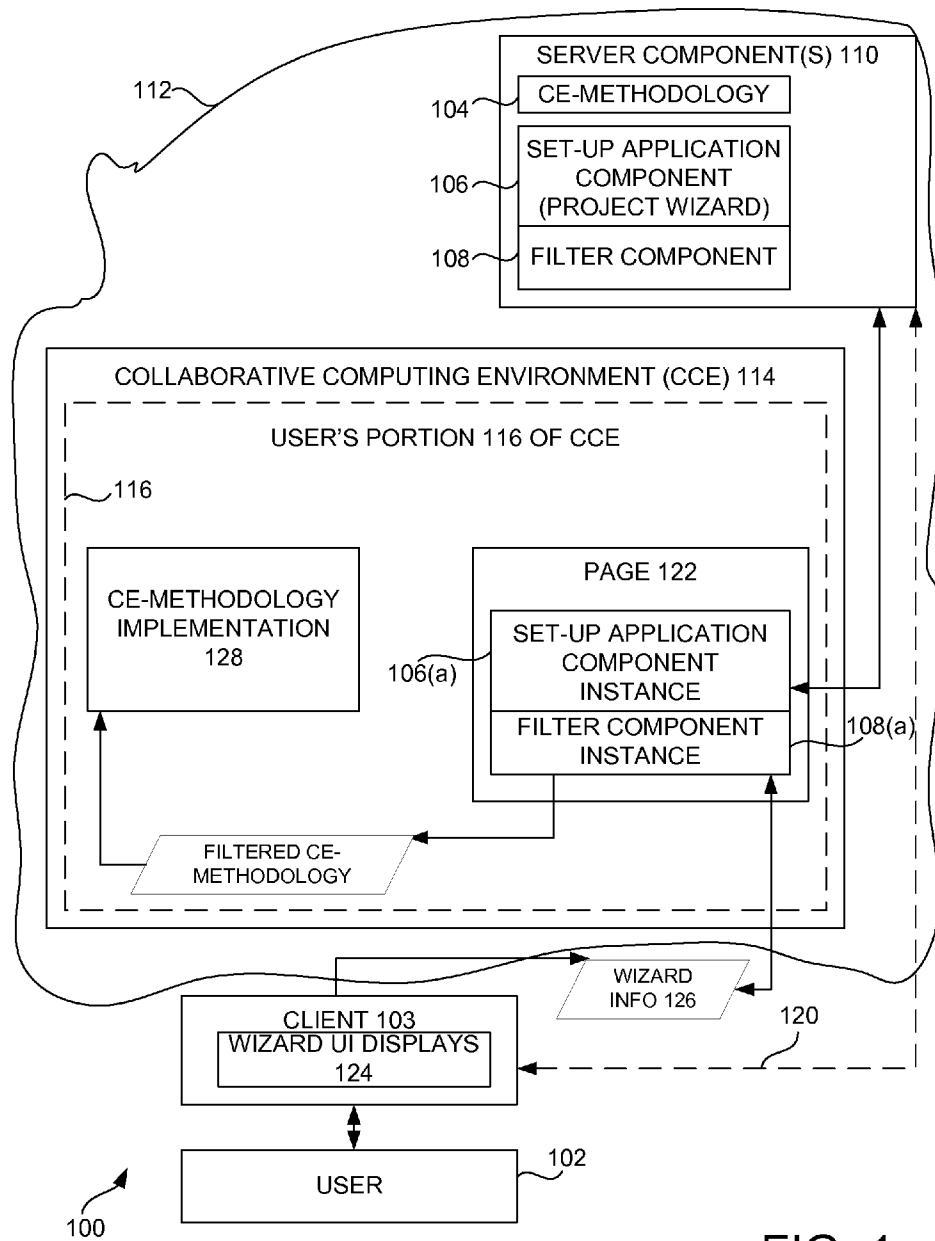 SERVER COMPONENT(S) 110
112
104
CE-METHODOLOGY
106
SET-UP APPLICATION
COMPONENT
(PROJECT WIZARD)
108
FILTER COMPONENT
COLLABORATIVE COMPUTING ENVIRONMENT (CCE) 114
USER'S PORTION 116 OF CCE
116
CE-METHODOLOGY
IMPLEMENTATION
128
PAGE 122
106(a)
SET-UP APPLICATION
COMPONENT
INSTANCE
108(a)
FILTER COMPONENT
INSTANCE
FILTERED CE-
METHODOLOGY
WIZARD
INFO 126
CLIENT 103
WIZARD UI DISPLAYS
124
120
USER
102
100
FIG. 1